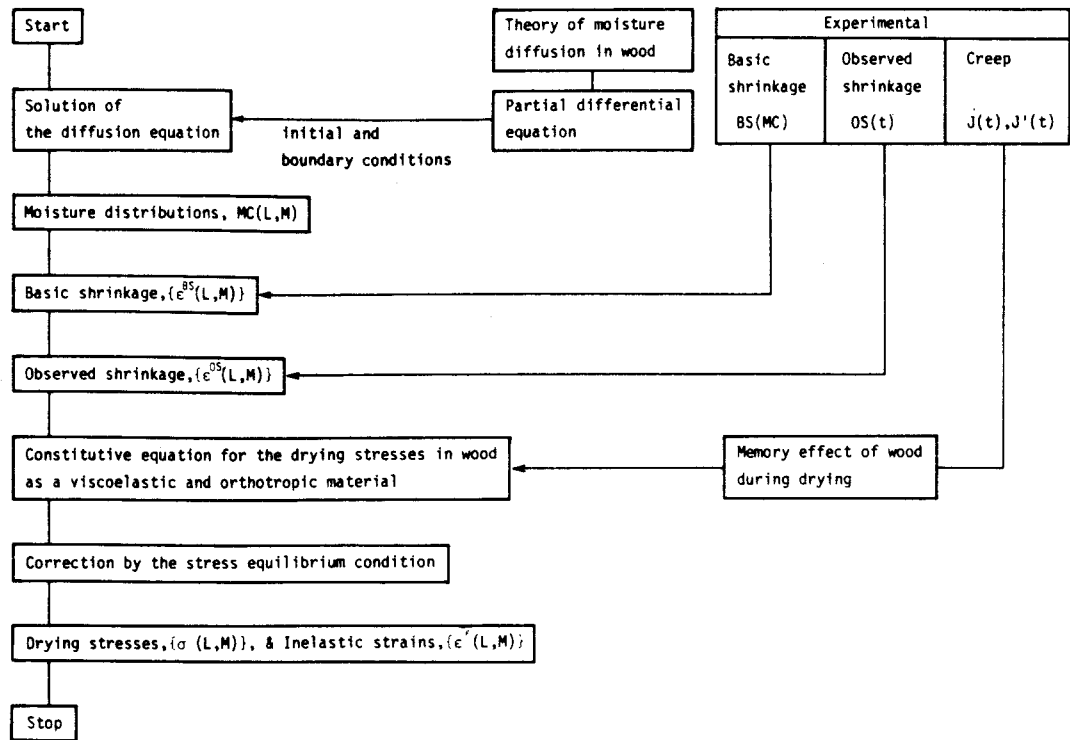 Start
Theory of moisture
diffusion in wood
Experimental
Basic
shrinkage
BS(MC)
Observed
shrinkage
OS(t)
Creep
J(t),J'(t)
Solution of
the diffusion equation
initial and
boundary conditions
Partial differential
equation
Moisture distributions, MC(L,M)
Basic shrinkage,{ε^BS(L,M)}
Observed shrinkage,{ε^OS(L,M)}
Constitutive equation for the drying stresses in wood
as a viscoelastic and orthotropic material
Memory effect of wood
during drying
Correction by the stress equilibrium condition
Drying stresses,{σ (L,M)}, & Inelastic strains,{ε'(L,M)}
Stop